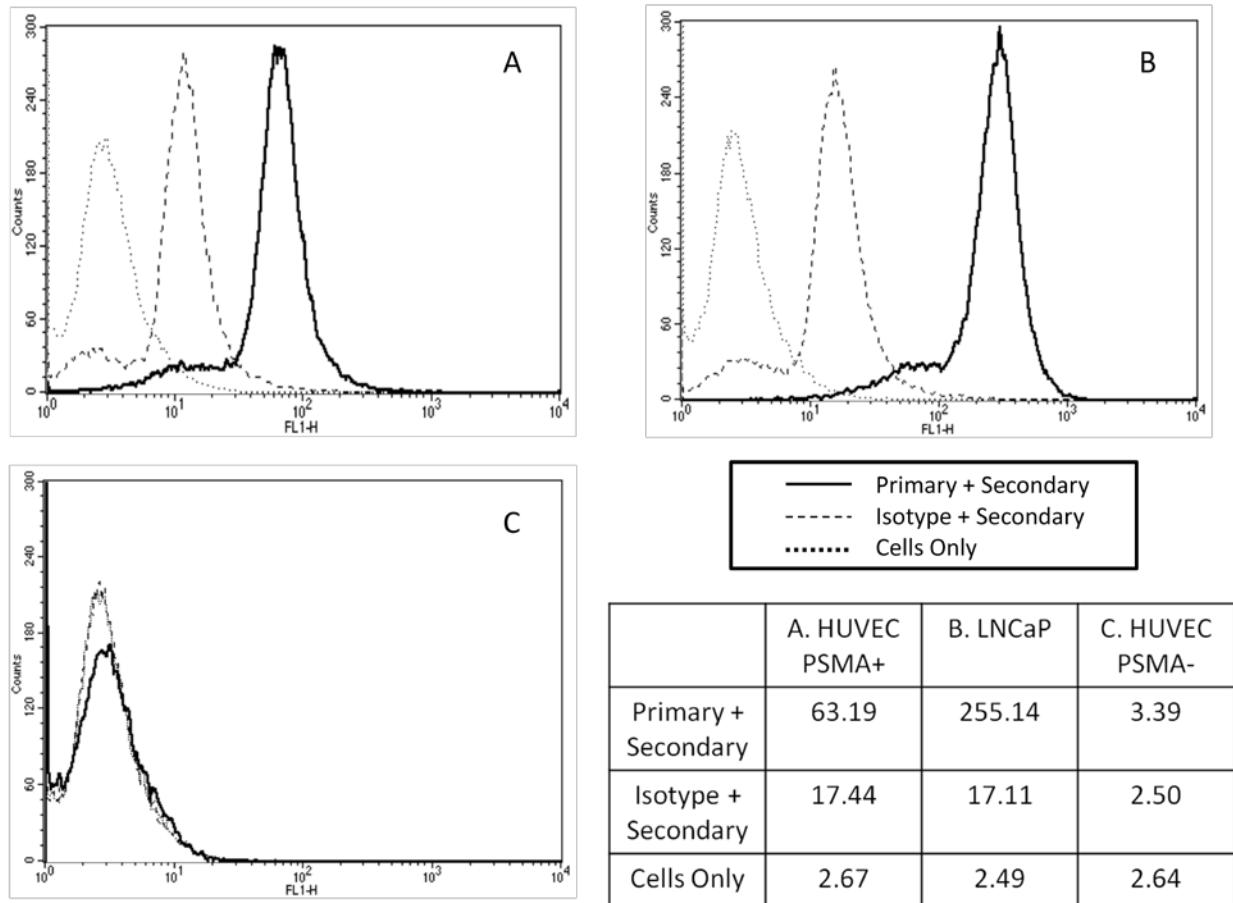 A
Counts
0 60 120 180 240 300
10^0 10^1 10^2 10^3 10^4
FL1-H
B
Counts
0 60 120 180 240 300
10^0 10^1 10^2 10^3 10^4
FL1-H
C
Counts
0 60 120 180 240 300
10^0 10^1 10^2 10^3 10^4
FL1-H
Primary + Secondary
Isotype + Secondary
Cells Only
A. HUVEC PSMA+
B. LNCaP
C. HUVEC PSMA-
Primary + Secondary
63.19 255.14 3.39
Isotype + Secondary
17.44 17.11 2.50
Cells Only 2.67 2.49 2.64